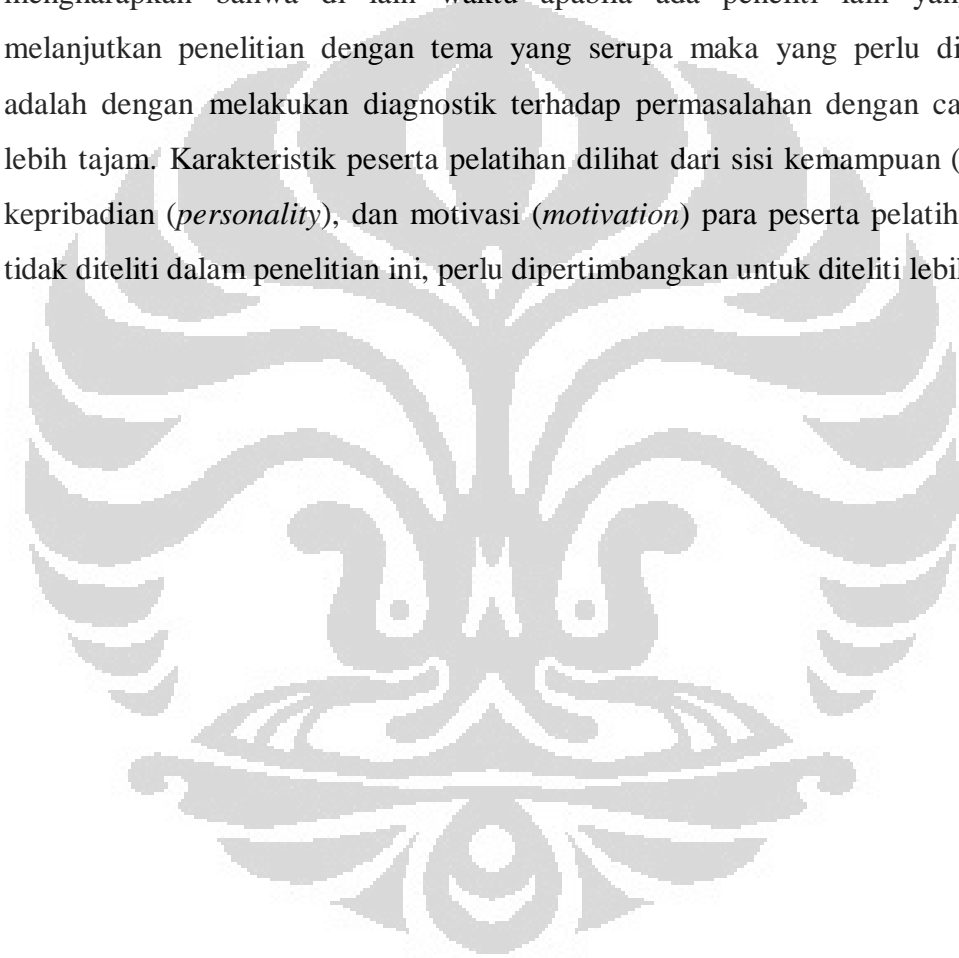 mengharapkan bahwa di lain waktu apabila ada peneliti lain yan
melanjutkan penelitian dengan tema yang serupa maka yang perlu di
adalah dengan melakukan diagnostik terhadap permasalahan dengan ca
lebih tajam. Karakteristik peserta pelatihan dilihat dari sisi kemampuan (
kepribadian (personality), dan motivasi (motivation) para peserta pelatih
tidak diteliti dalam penelitian ini, perlu dipertimbangkan untuk diteliti lebil